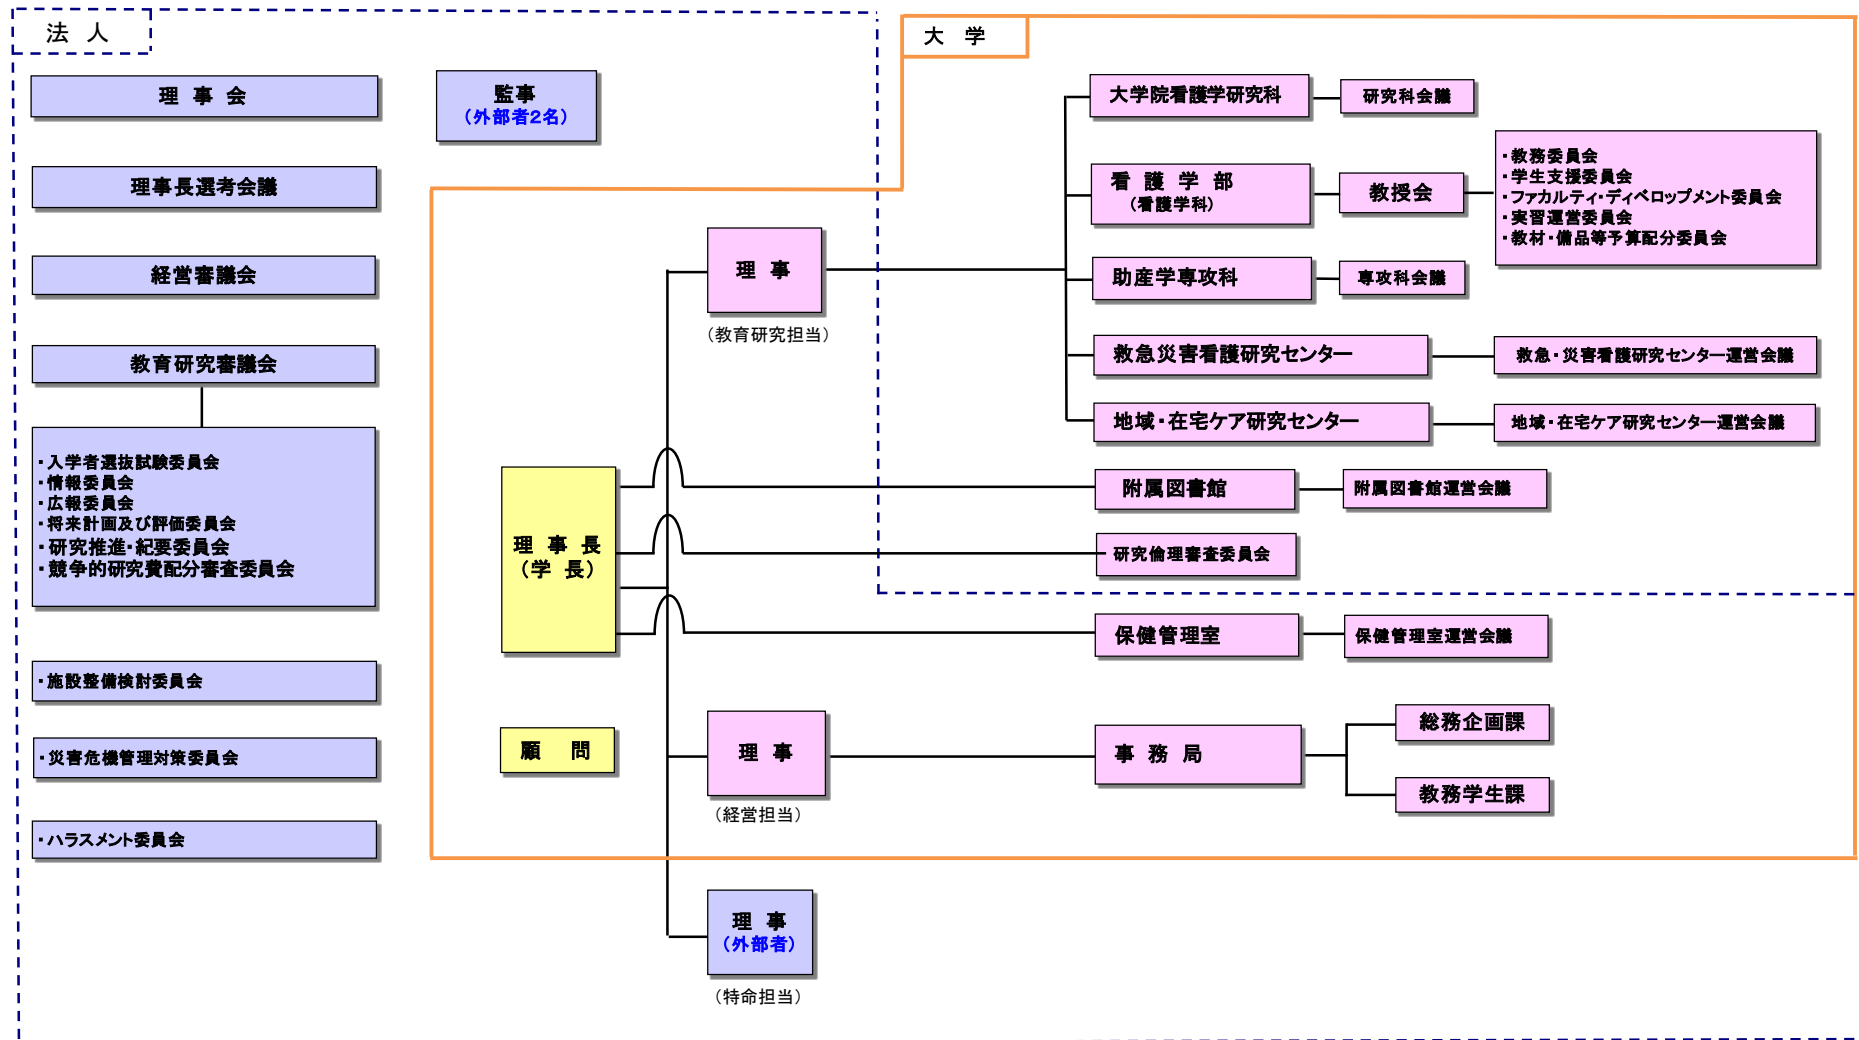 法 人
理 事 会
監事
(外部者2名)
理事長選考会議
経営審議会
教育研究審議会
・入学者選抜試験委員会
・情報委員会
・広報委員会
・将来計画及び評価委員会
・研究推進・紀要委員会
・競争的研究費配分審査委員会
・施設整備検討委員会
・災害危機管理対策委員会
・ハラスメント委員会
大 学
理 事 長
(学 長)
顧 問
理 事
(教育研究担当)
理 事
(経営担当)
理 事
(外部者)
(特命担当)
大学院看護学研究科
研究科会議
看 護 学 部
(看護学科)
教授会
・教務委員会
・学生支援委員会
・ファカルティ・ディベロップメント委員会
・実習運営委員会
・教材・備品等予算配分委員会
助産学専攻科
専攻科会議
救急災害看護研究センター
救急・災害看護研究センター運営会議
地域・在宅ケア研究センター
地域・在宅ケア研究センター運営会議
附属図書館
附属図書館運営会議
研究倫理審査委員会
保健管理室
保健管理室運営会議
事 務 局
総務企画課
教務学生課